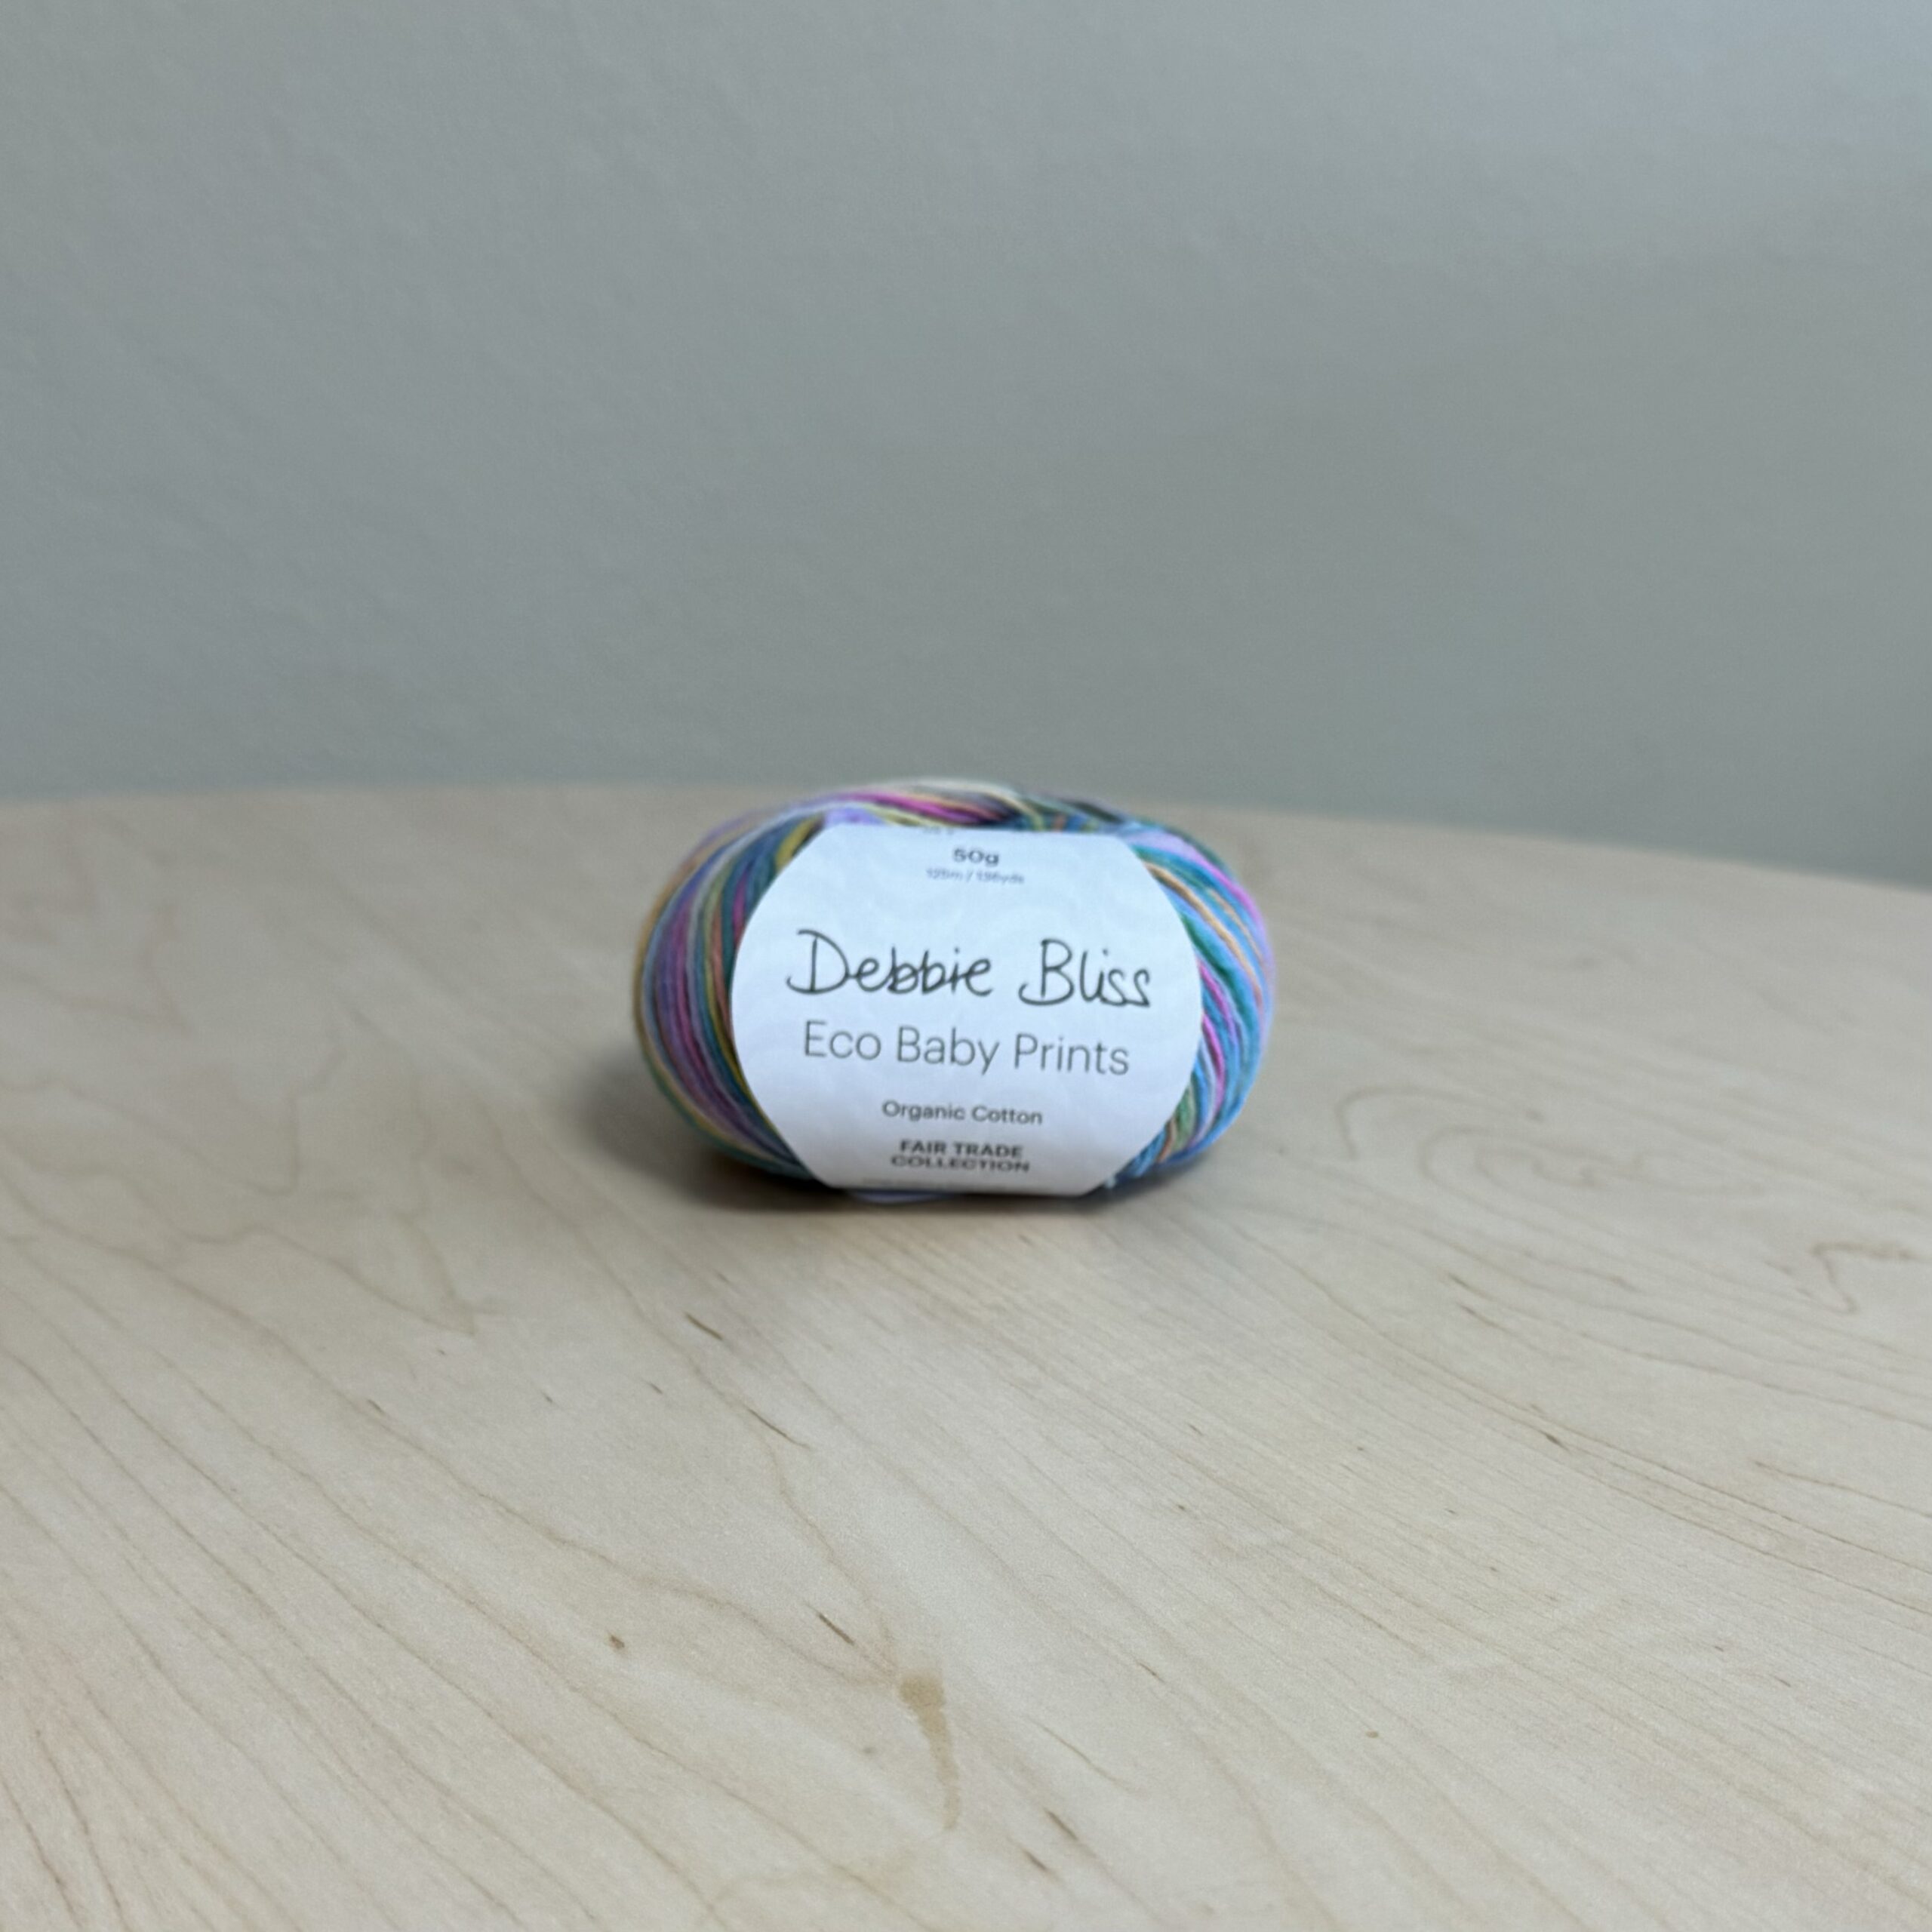 50g
125m / 136yds
Debbie Bliss
Eco Baby Prints
Organic Cotton
FAIR TRADE
COLLECTION